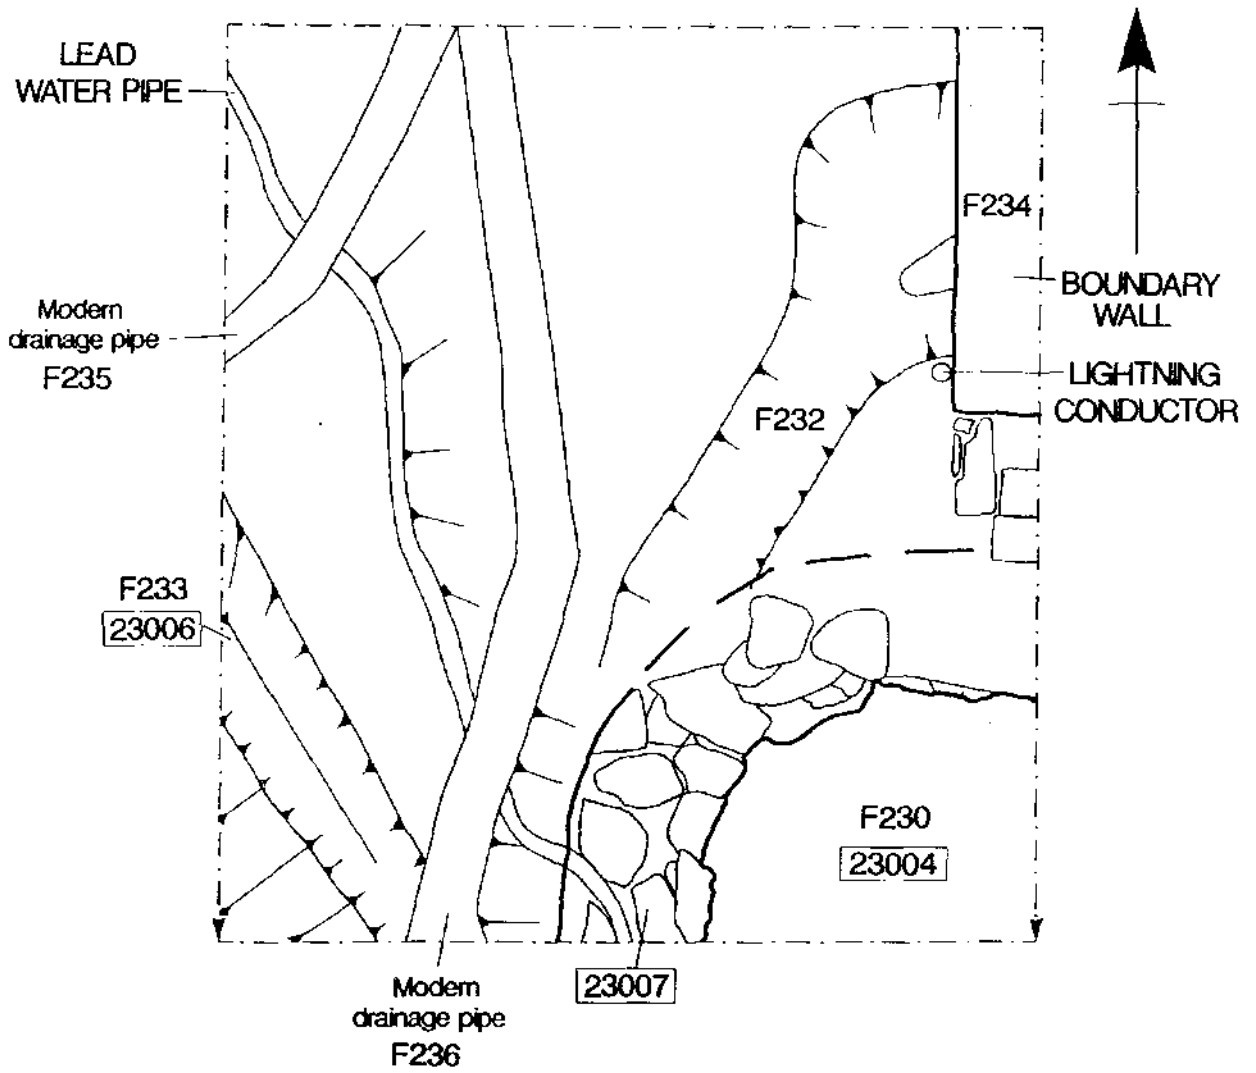 LEAD
WATER PIPE
F234
BOUNDARY
WALL
Modern
drainage pipe
F235
LIGHTNING
CONDUCTOR
F232
F233
23006
F230
23004
23007
Modern
drainage pipe
F236